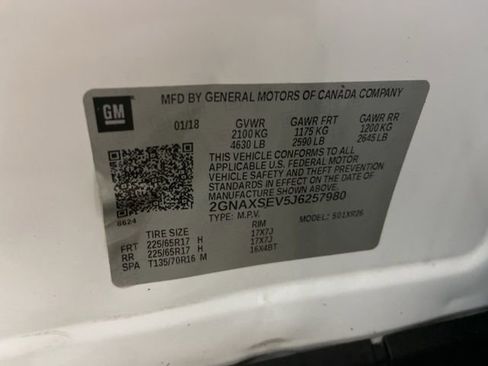 GM
MFD BY GENERAL MOTORS OF CANADA COMPANY
01/18 GVWR GAWR FRT GAWR RR
2100 KG 1175 KG 1200 KG
4630 LB 2590 LB 2645 LB
THIS VEHICLE CONFORMS TO ALL
APPLICABLE U.S. FEDERAL MOTOR
VEHICLE SAFETY AND THEFT PREVENTION
STANDARDS IN EFFECT ON THE DATE OF
MANUFACTURE SHOWN ABOVE.
2GNAXSEV5J6257980
TYPE: M.P.V. MODEL: S01XR26
6624
TIRE SIZE RIM
FRT 225/65R17 H 17X7J
RR 225/65R17 H 17X7J
SPA T135/70R16 M 16X4BT